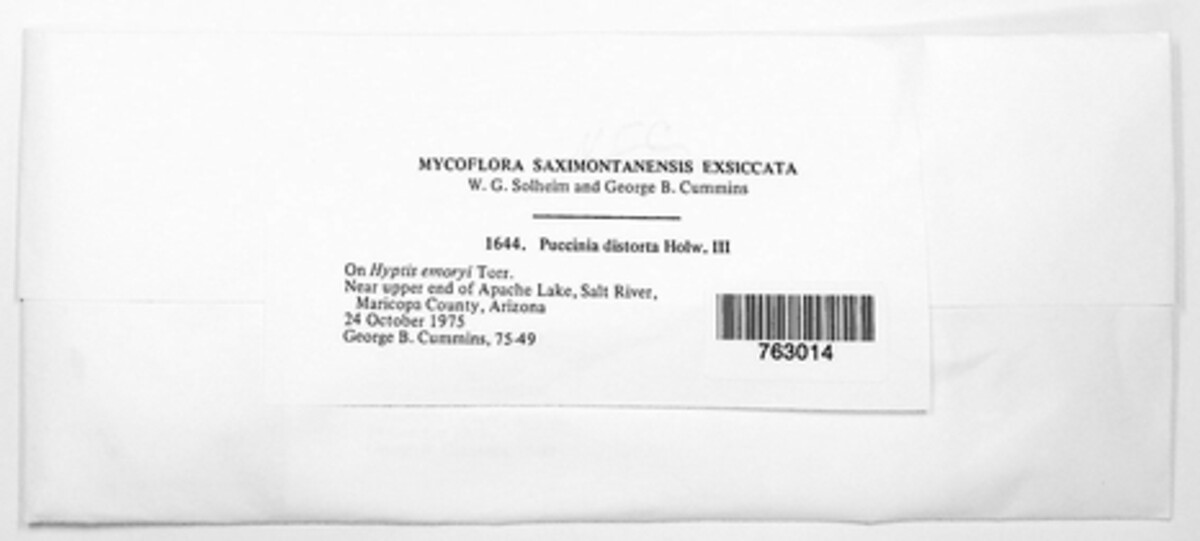 MYCOFLORA SAXIMONTANENSIS EXSICCATA
W. G. Solheim and George B. Cummins
1644. Puccinia distorta Holw. III
On Hyptis emoryi Torr.
Near upper end of Apache Lake, Salt River,
Maricopa County, Arizona
24 October 1975
George B. Cummins, 75-49
763014